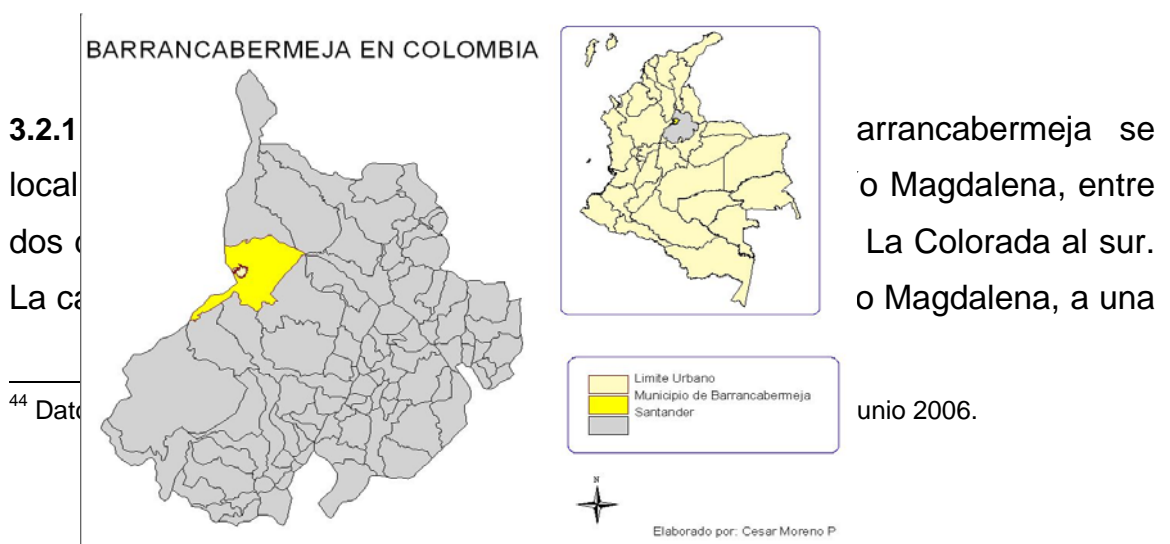 BARRANCABERMEJA EN COLOMBIA
3.2.1 arrancabermeja se
local o Magdalena, entre
dos La Colorada al sur.
La ca o Magdalena, a una
Limite Urbano
Municipio de Barrancabermeja
Santander
44 Dato unio 2006.
N
Elaborado por: Cesar Moreno P